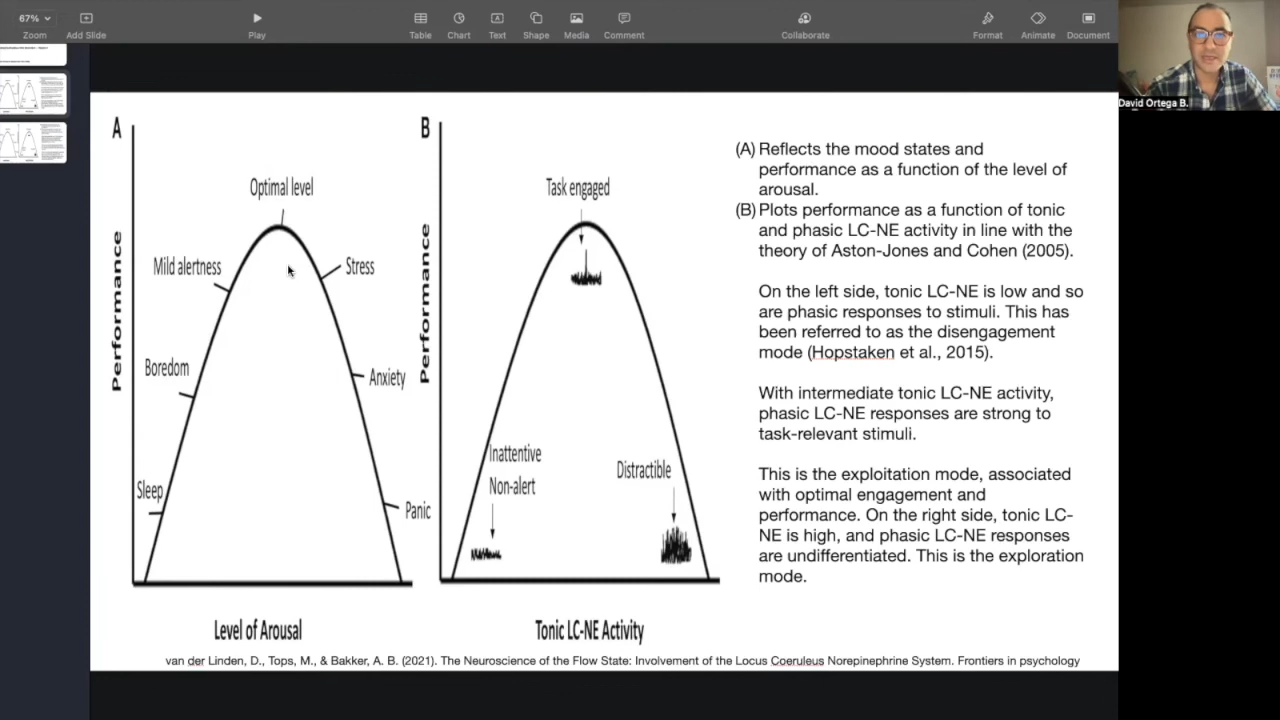 67%
Zoom
Add Slide
Play
Table
Chart
Text
Shape
Media
Comment
Collaborate
Format
Animate
Document
David Ortega B.
A
Performance
Optimal level
Mild alertness
Stress
Boredom
Anxiety
Sleep
Panic
Level of Arousal
B
Performance
Task engaged
Inattentive
Non-alert
Distractible
Tonic LC-NE Activity
(A) Reflects the mood states and
performance as a function of the level of
arousal.
(B) Plots performance as a function of tonic
and phasic LC-NE activity in line with the
theory of Aston-Jones and Cohen (2005).
On the left side, tonic LC-NE is low and so
are phasic responses to stimuli. This has
been referred to as the disengagement
mode (Hopstaken et al., 2015).
With intermediate tonic LC-NE activity,
phasic LC-NE responses are strong to
task-relevant stimuli.
This is the exploitation mode, associated
with optimal engagement and
performance. On the right side, tonic LC-
NE is high, and phasic LC-NE responses
are undifferentiated. This is the exploration
mode.
van der Linden, D., Tops, M., & Bakker, A. B. (2021). The Neuroscience of the Flow State: Involvement of the Locus Coeruleus Norepinephrine System. Frontiers in psychology